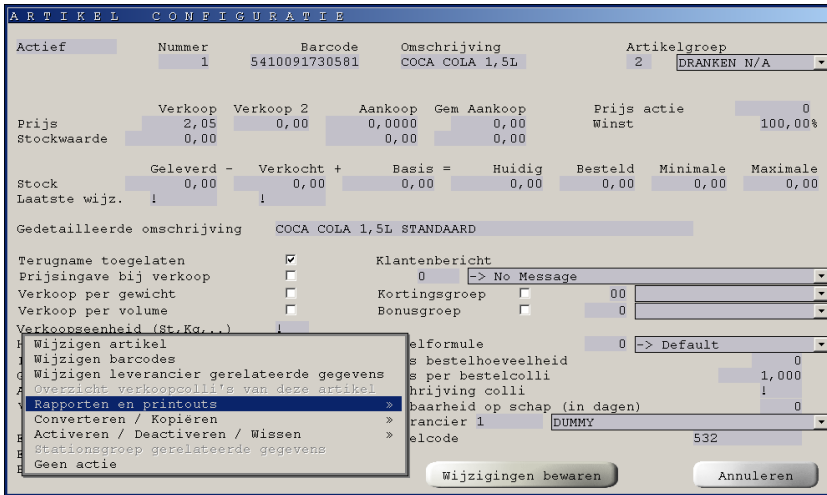 ARTIKEL CONFIGURATIE
Actief Nummer Barcode Omschrijving Artikelgroep
1 5410091730581 COCA COLA 1,5L 2 DRANKEN N/A
Verkoop Verkoop 2 Aankoop Gem Aankoop Prijs actie 0
Prijs 2,05 0,00 0,0000 0,00 Winst 100,00%
Stockwaarde 0,00 0,00 0,00
Geleverd - Verkocht + Basis = Huidig Besteld Minimale Maximale
Stock 0,00 0,00 0,00 0,00 0,00 0,00 0,00
Laatste wijz. ! !
Gedetailleerde omschrijving COCA COLA 1,5L STANDAARD
Terugname toegelaten Klantenbericht
Prijsingave bij verkoop 0 -> No Message
Verkoop per gewicht Kortingsgroep 00
Verkoop per volume Bonusgroep 0
Verkoopseenheid (St,Kg,..) !
Wijzigen artikel elformule 0 -> Default
Wijzigen barcodes s bestelhoeveelheid 0
Wijzigen leverancier gerelateerde gegevens s per bestelcolli 1,000
Overzicht verkoopcolli's van deze artikel hrijving colli !
Rapporten en printouts » baarheid op schap (in dagen) 0
Converteren / Kopiëren » rancier 1 DUMMY
Activeren / Deactiveren / Wissen » elcode 532
Stationsgroep gerelateerde gegevens
Geen actie
Wijzigingen bewaren Annuleren